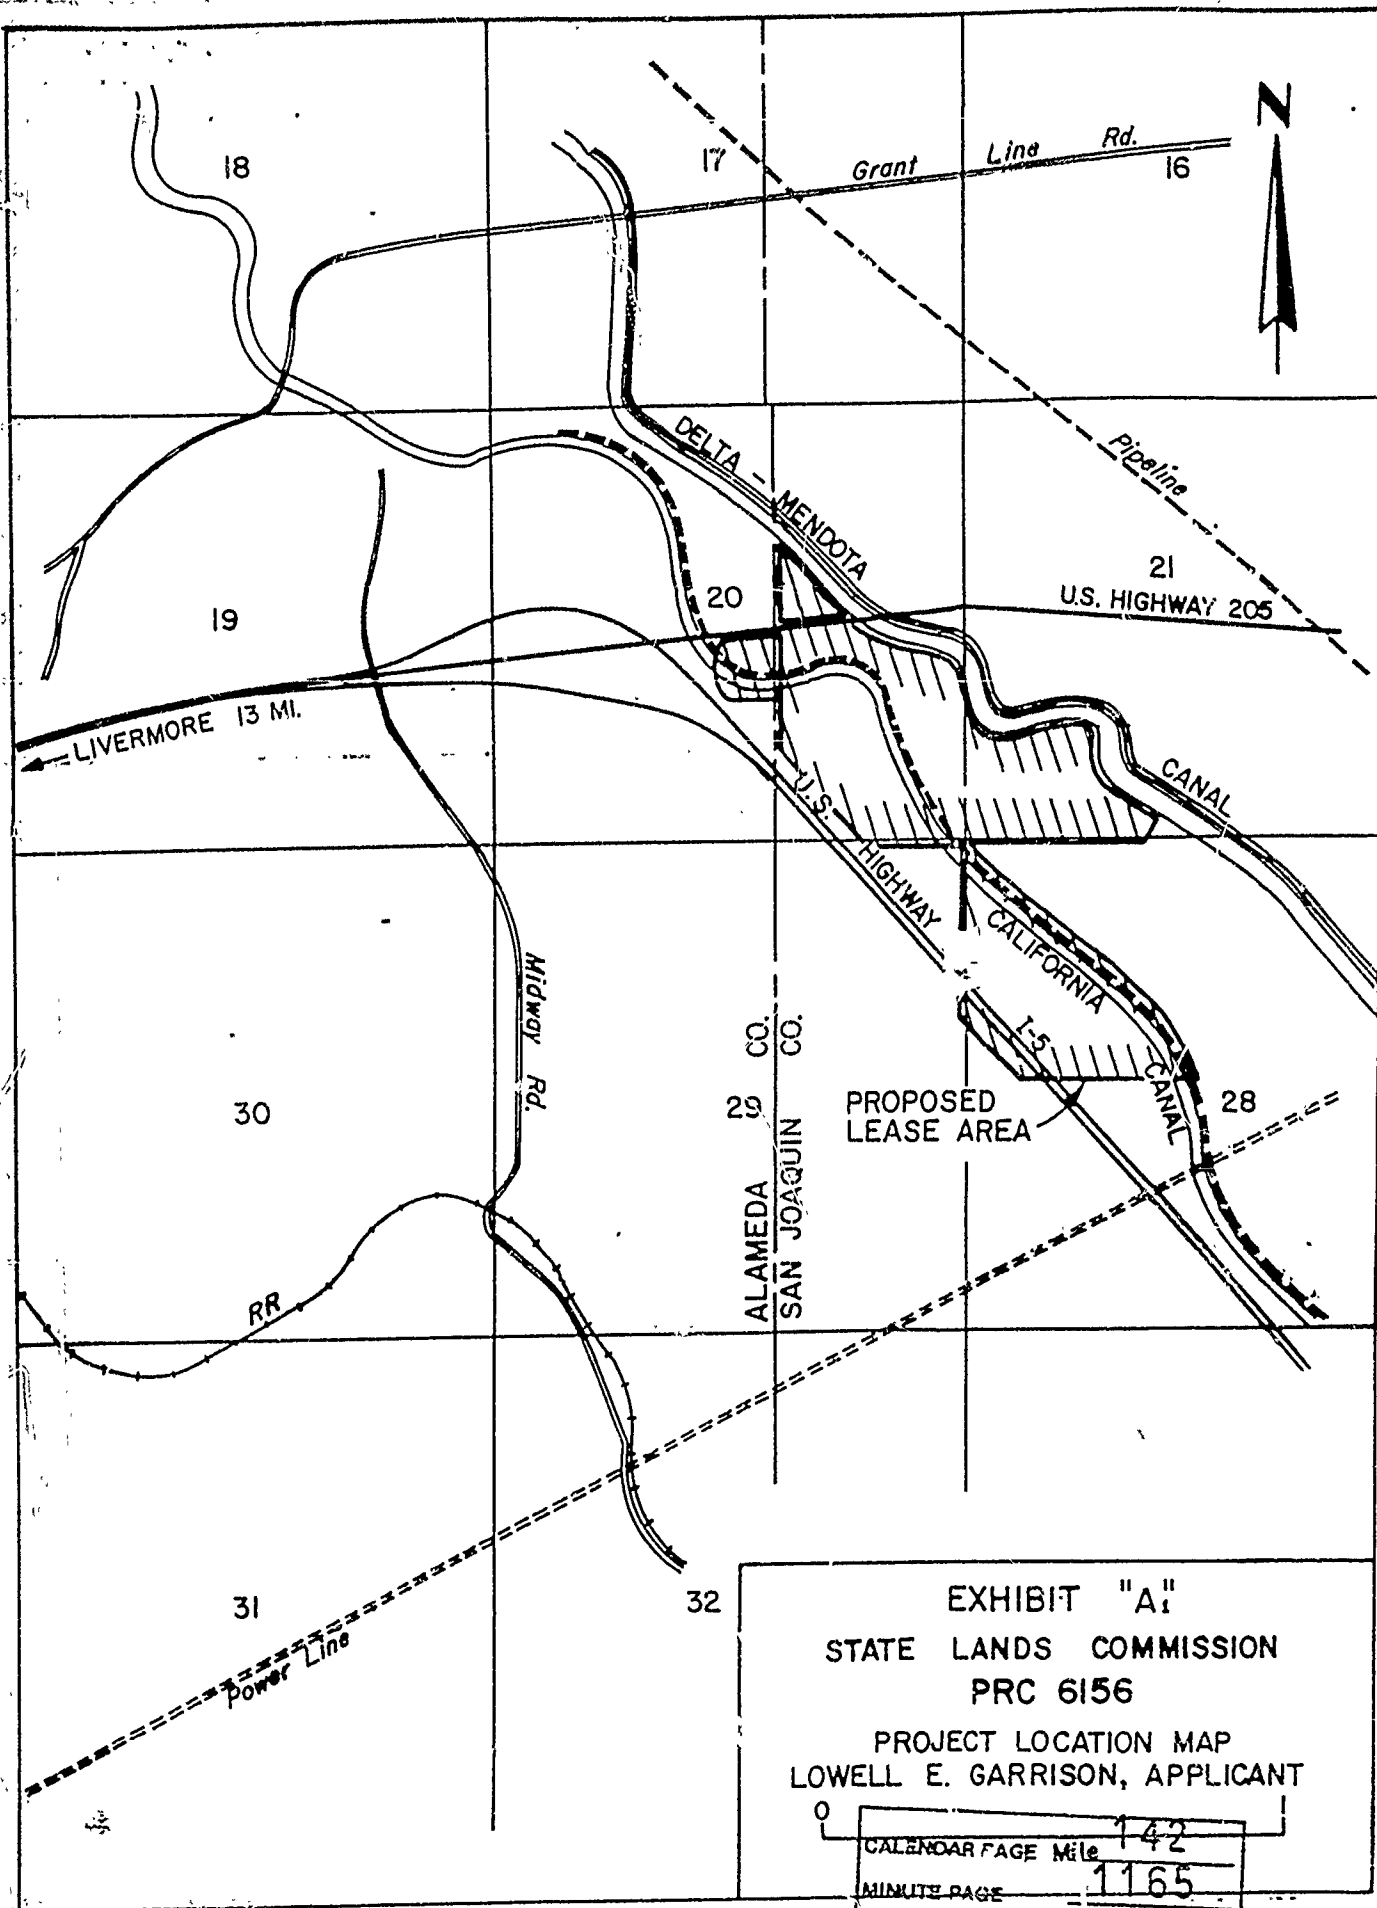 N
18
17
Grant Line Rd.
16
DELTA - MENDOTA
Pipeline
21
U.S. HIGHWAY 205
20
19
LIVERMORE 13 MI.
CANAL
U.S. HIGHWAY
CALIFORNIA
Midway Rd.
I-5
CANAL
ALAMEDA CO.
SAN JOAQUIN CO.
30
29
PROPOSED
LEASE AREA
28
RR
31
Power Line
32
EXHIBIT "A"
STATE LANDS COMMISSION
PRC 6156
PROJECT LOCATION MAP
LOWELL E. GARRISON, APPLICANT
0 1
Mile
CALENDAR PAGE 142
MINUTE PAGE 1165